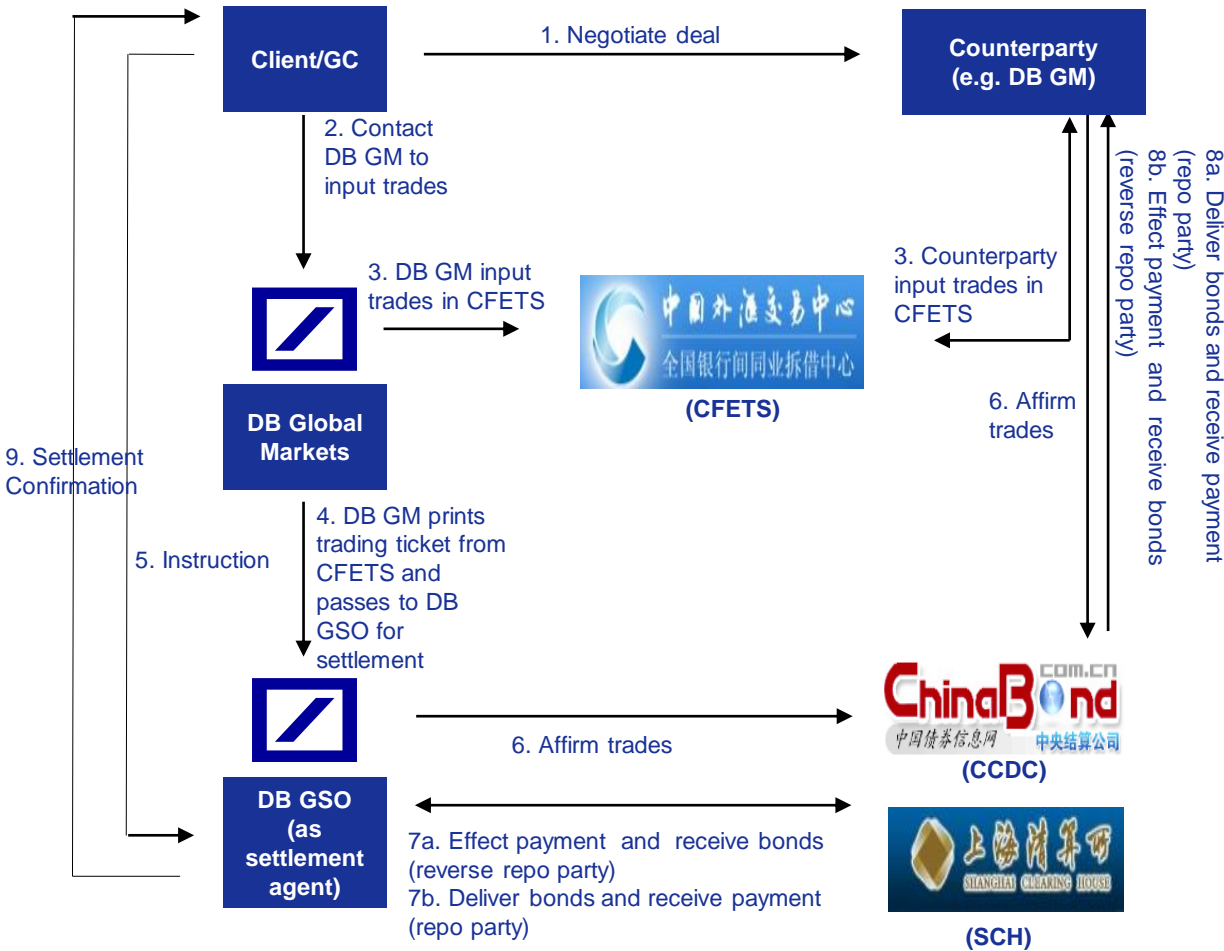 Client/GC
1. Negotiate deal
Counterparty
(e.g. DB GM)
2. Contact
DB GM to
input trades
8a. Deliver bonds and receive payment
(repo party)
8b. Effect payment and receive bonds
(reverse repo party)
3. DB GM input
trades in CFETS
中国外汇交易中心
全国银行间同业拆借中心
(CFETS)
3. Counterparty
input trades in
CFETS
DB Global
Markets
6. Affirm
trades
9. Settlement
Confirmation
5. Instruction
4. DB GM prints
trading ticket from
CFETS and
passes to DB
GSO for
settlement
6. Affirm trades
com.cn
ChinaBond
中国债券信息网
中央结算公司
(CCDC)
DB GSO
(as
settlement
agent)
7a. Effect payment and receive bonds
(reverse repo party)
7b. Deliver bonds and receive payment
(repo party)
上海清算所
SHANGHAI CLEARING HOUSE
(SCH)